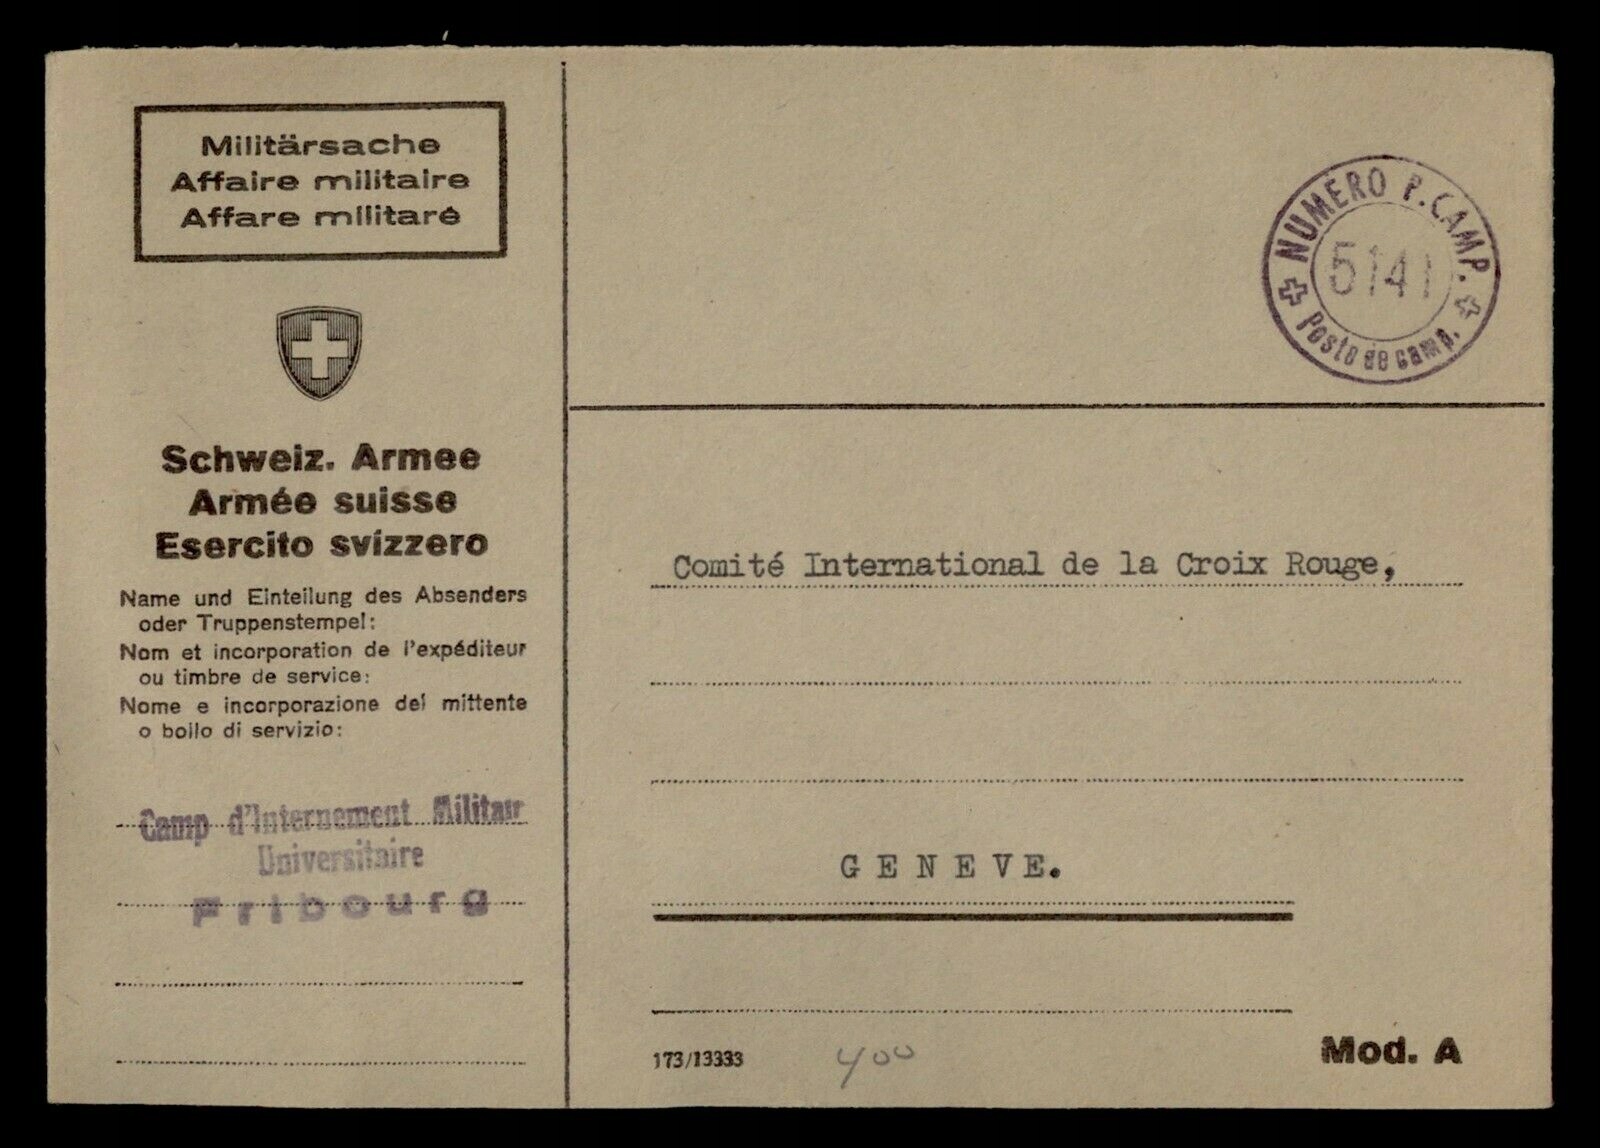 Militärsache
Affaire militaire
Affare militare
Schweiz. Armee
Armée suisse
Esercito svizzero
Name und Einteilung des Absenders
oder Truppenstempel:
Nom et incorporation de l'expéditeur
ou timbre de service:
Nome e incorporazione del mittente
o bollo di servizio:
Camp d'Internement Militair
Universitaire
Fribourg
NUMERO P. CAMP.
5141
Poste de camp.
Comité International de la Croix Rouge,
GENEVE.
173/13333
400
Mod. A